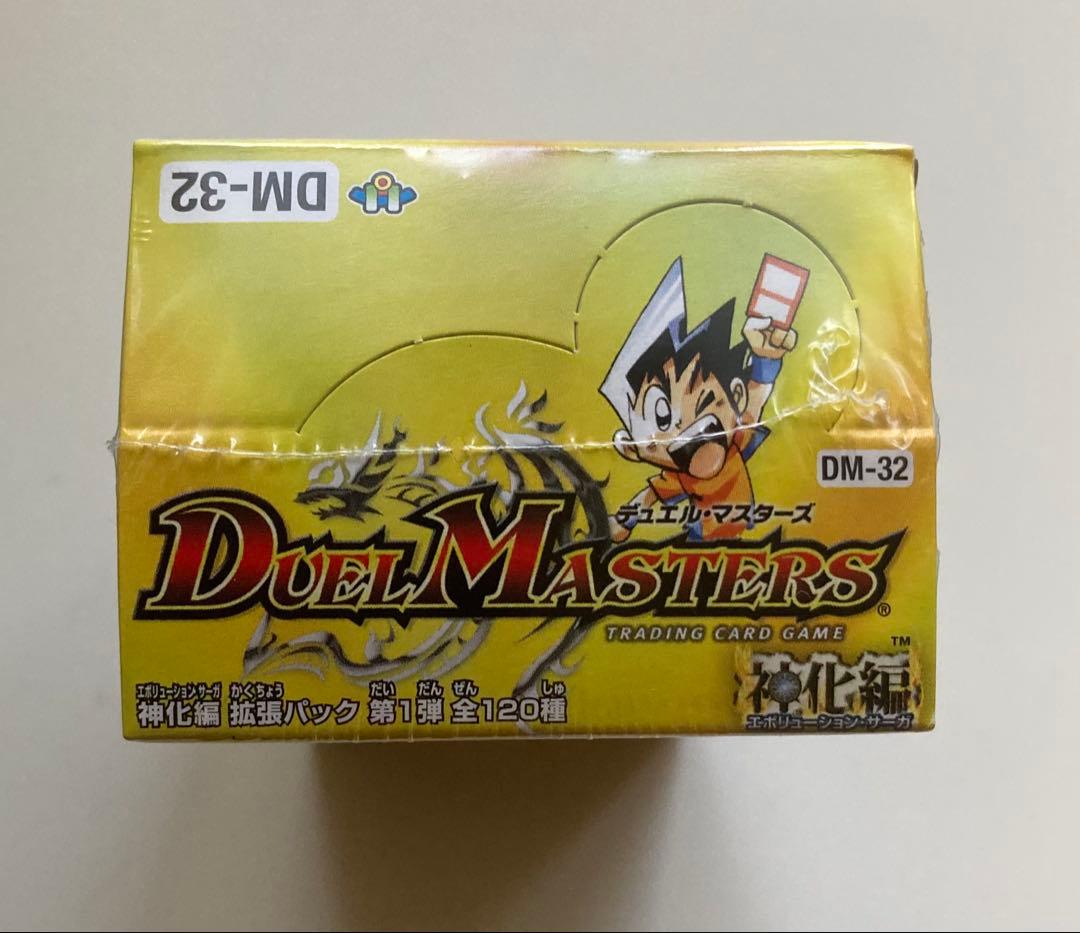 DM-32
デュエル・マスターズ
DM-32
DUEL MASTERS®
TRADING CARD GAME
エボリューション・サーガ かくちょう だい だん ぜん しゅ
神化編 拡張パック 第1弾 全120種
神化編™
エボリューション・サーガ